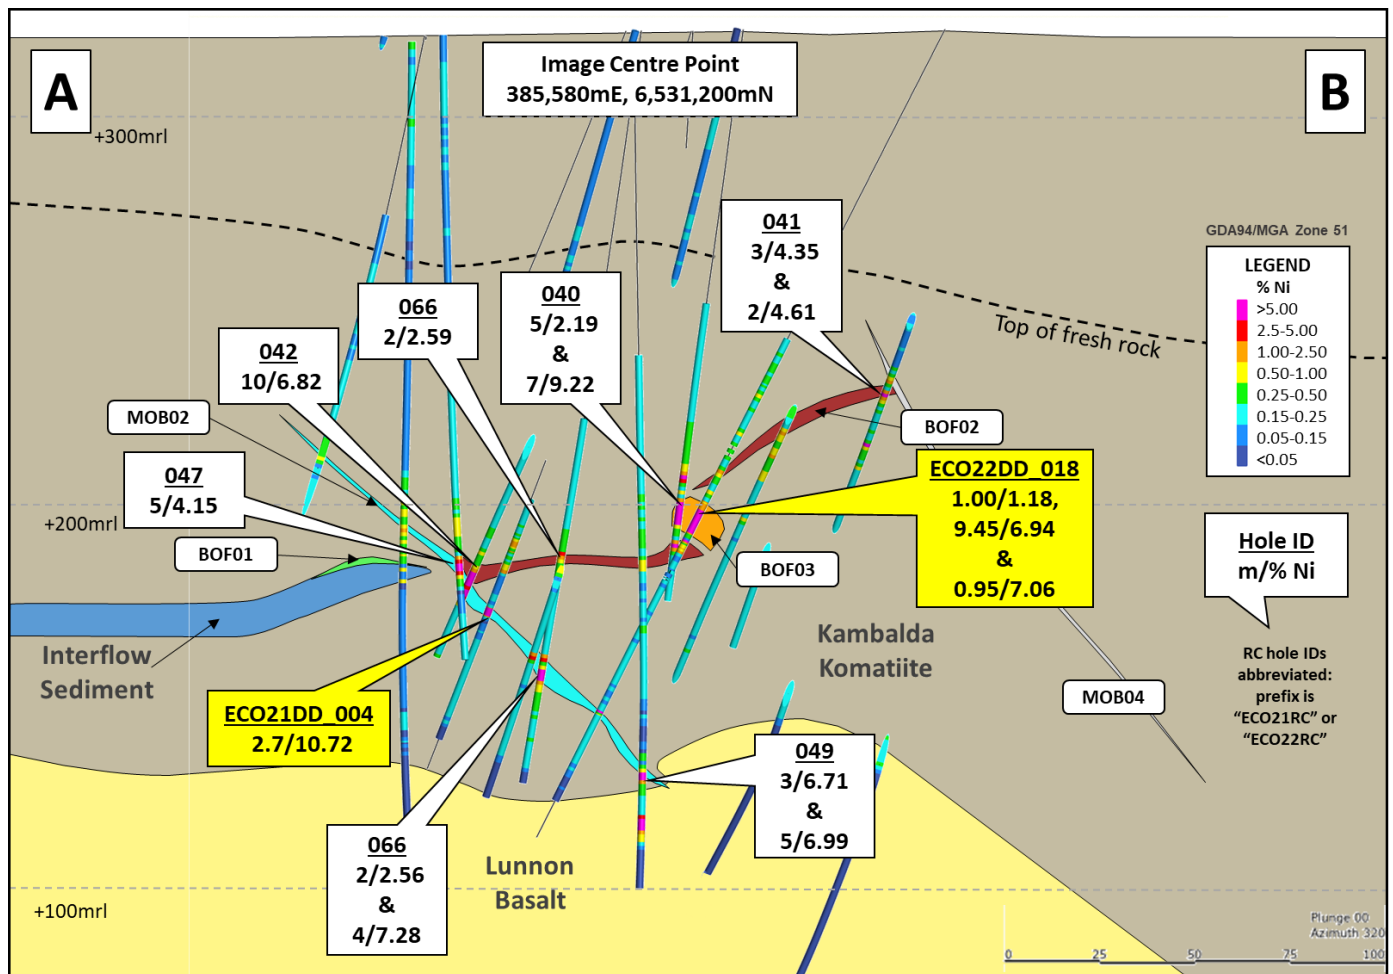 A
Image Centre Point
385,580mE, 6,531,200mN
B
+300mrl
041
3/4.35
&
2/4.61
GDA94/MGA Zone 51
LEGEND
% Ni
>5.00
2.5-5.00
1.00-2.50
0.50-1.00
0.25-0.50
0.15-0.25
0.05-0.15
<0.05
Top of fresh rock
040
5/2.19
&
7/9.22
066
2/2.59
042
10/6.82
MOB02
BOF02
047
5/4.15
ECO22DD_018
1.00/1.18,
9.45/6.94
&
0.95/7.06
+200mrl
BOF01
BOF03
Hole ID
m/% Ni
Interflow
Sediment
Kambalda
Komatiite
RC hole IDs
abbreviated:
prefix is
“ECO21RC” or
“ECO22RC”
MOB04
ECO21DD_004
2.7/10.72
049
3/6.71
&
5/6.99
066
2/2.56
&
4/7.28
Lunnon
Basalt
+100mrl
Plunge 00
Azimuth 320
0 25 50 75 100